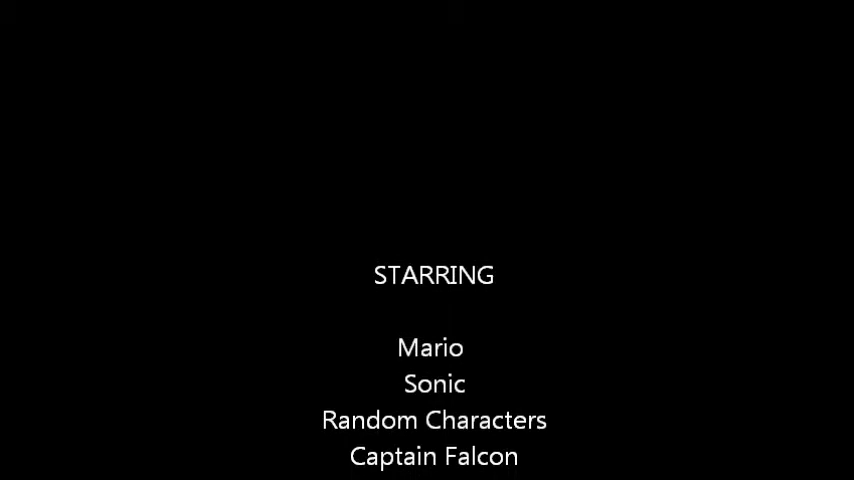 STARRING
Mario
Sonic
Random Characters
Captain Falcon